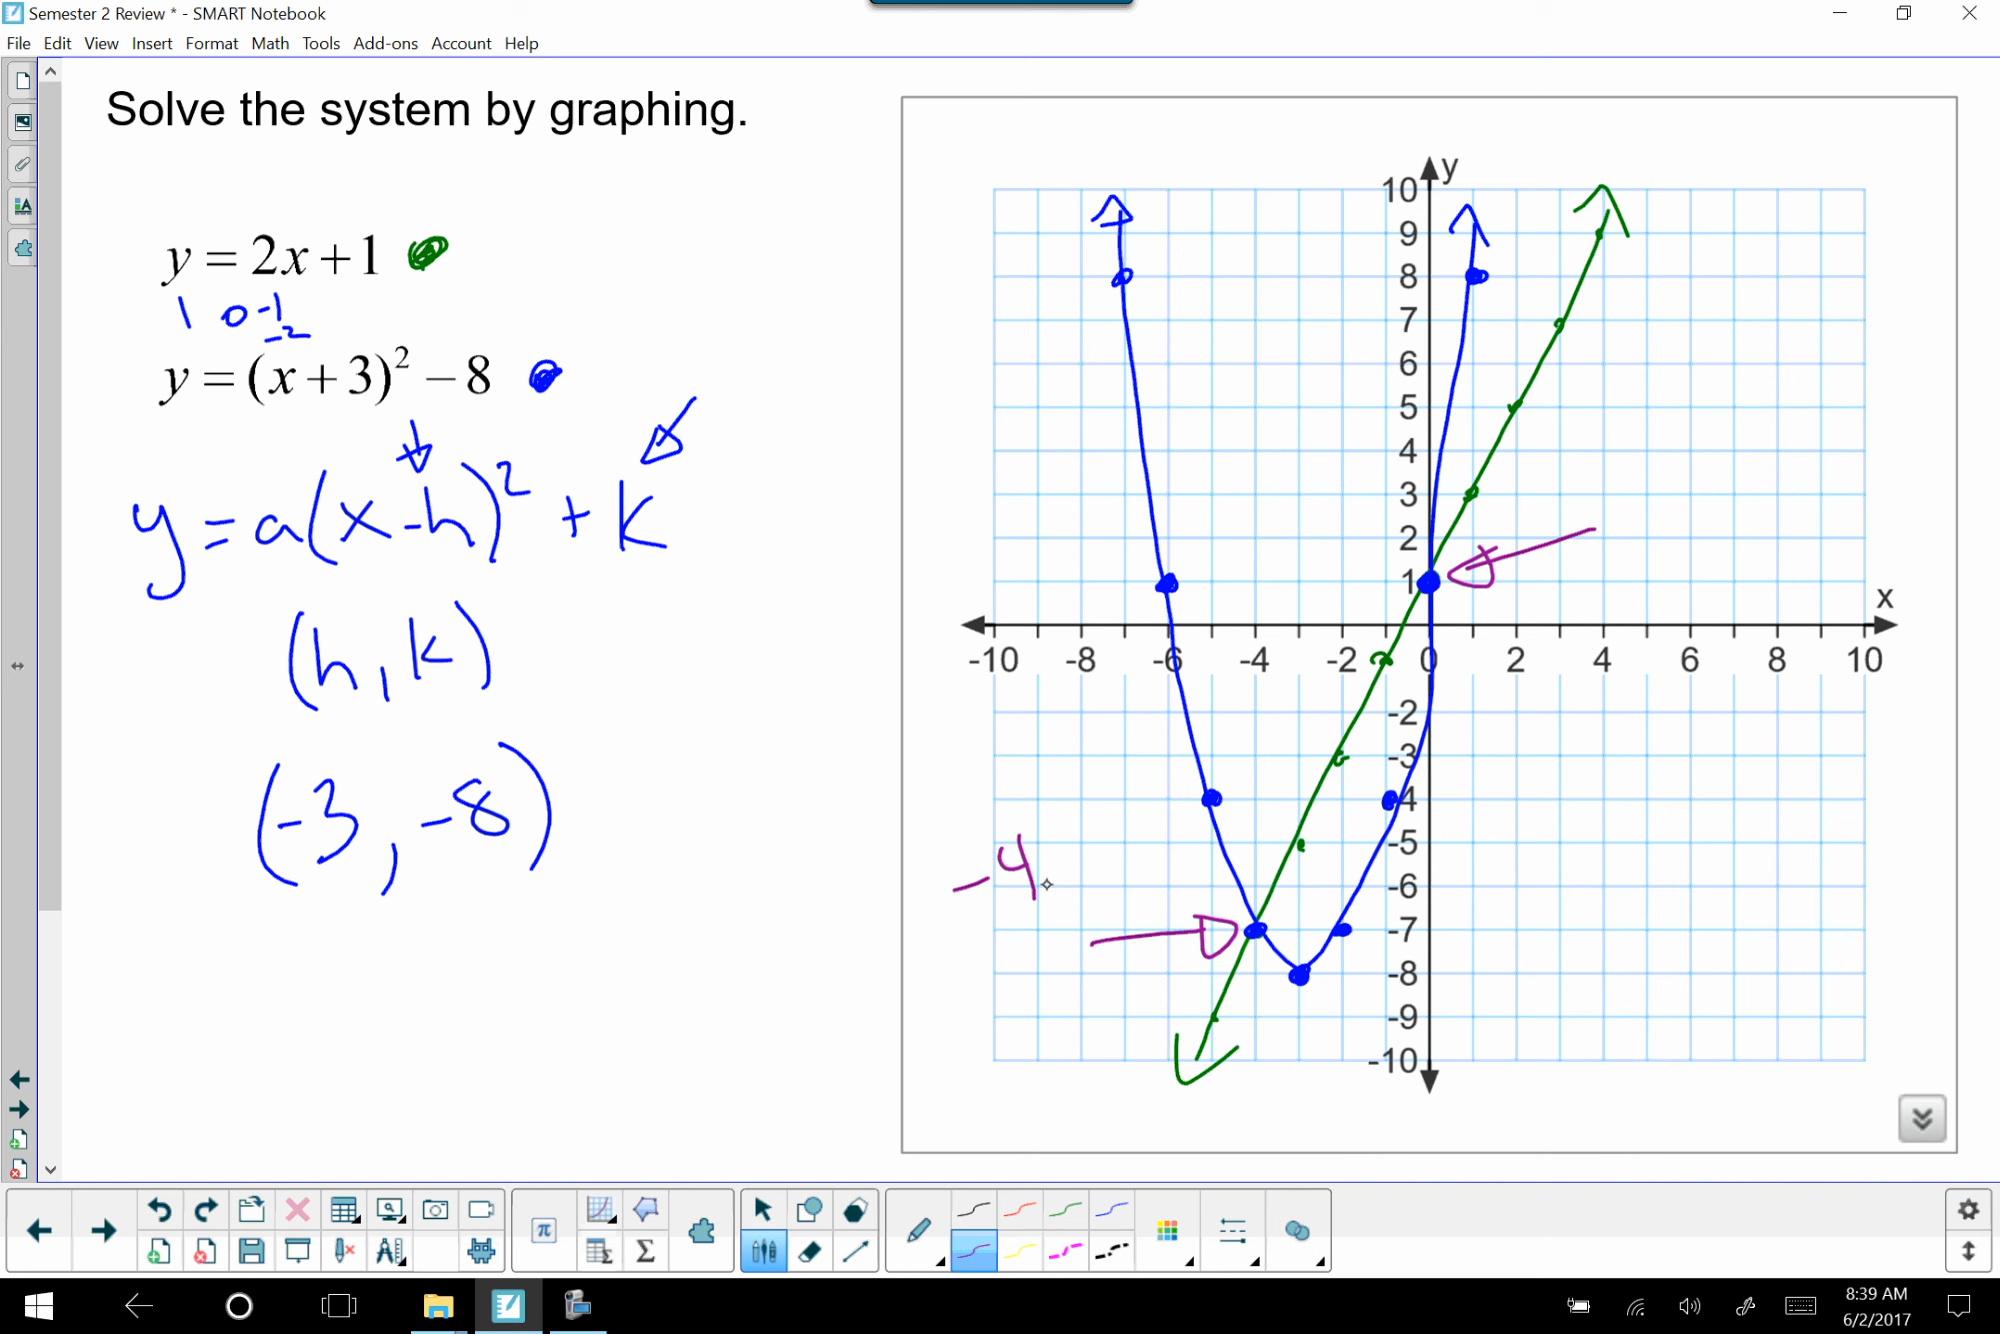 Semester 2 Review * - SMART Notebook
File Edit View Insert Format Math Tools Add-ons Account Help
Solve the system by graphing.
y = 2x + 1
1 0 -1
-2
y = (x + 3)² - 8
y = a(x - h)² + k
(h, k)
(-3, -8)
y
10
9
8
7
6
5
4
3
2
1
x
-10 -8 -6 -4 -2 0 2 4 6 8 10
-2
-3
-4
-5
-6
-7
-8
-9
-10
-4
π
Σ
8:39 AM
6/2/2017